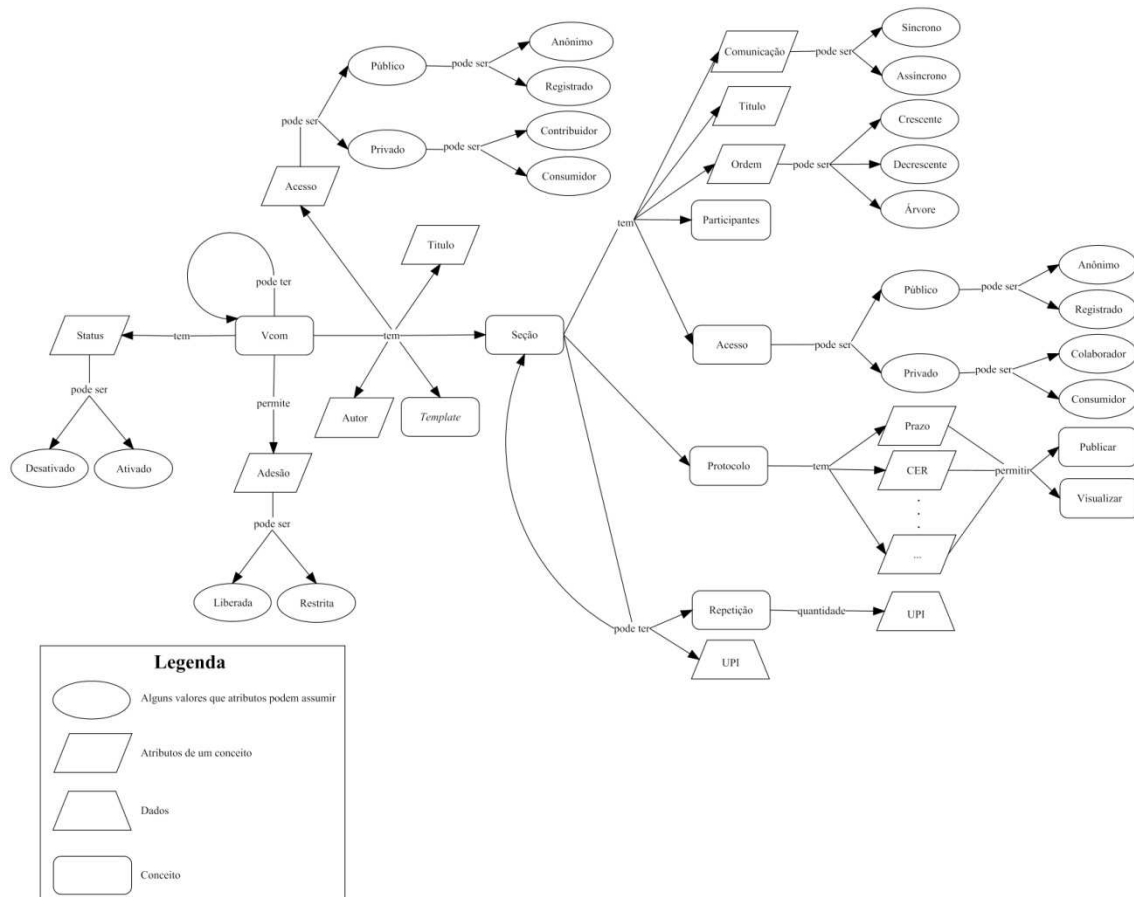 Anônimo
Público
pode ser
Registrado
pode ser
Contribuidor
Privado
pode ser
Consumidor
Acesso
Titulo
pode ter
Status
tem
Vcom
tem
Seção
pode ser
permite
Autor
Template
Desativado
Ativado
Adesão
pode ser
Liberada
Restrita
tem
Comunicação
pode ser
Síncrono
Assíncrono
Titulo
Ordem
pode ser
Crescente
Decrescente
Árvore
Participantes
Acesso
pode ser
Público
pode ser
Anônimo
Registrado
Privado
pode ser
Colaborador
Consumidor
Protocolo
tem
Prazo
CER
.
.
.
...
permitir
Publicar
Visualizar
pode ter
Repetição
quantidade
UPI
UPI
Legenda
Alguns valores que atributos podem assumir
Atributos de um conceito
Dados
Conceito